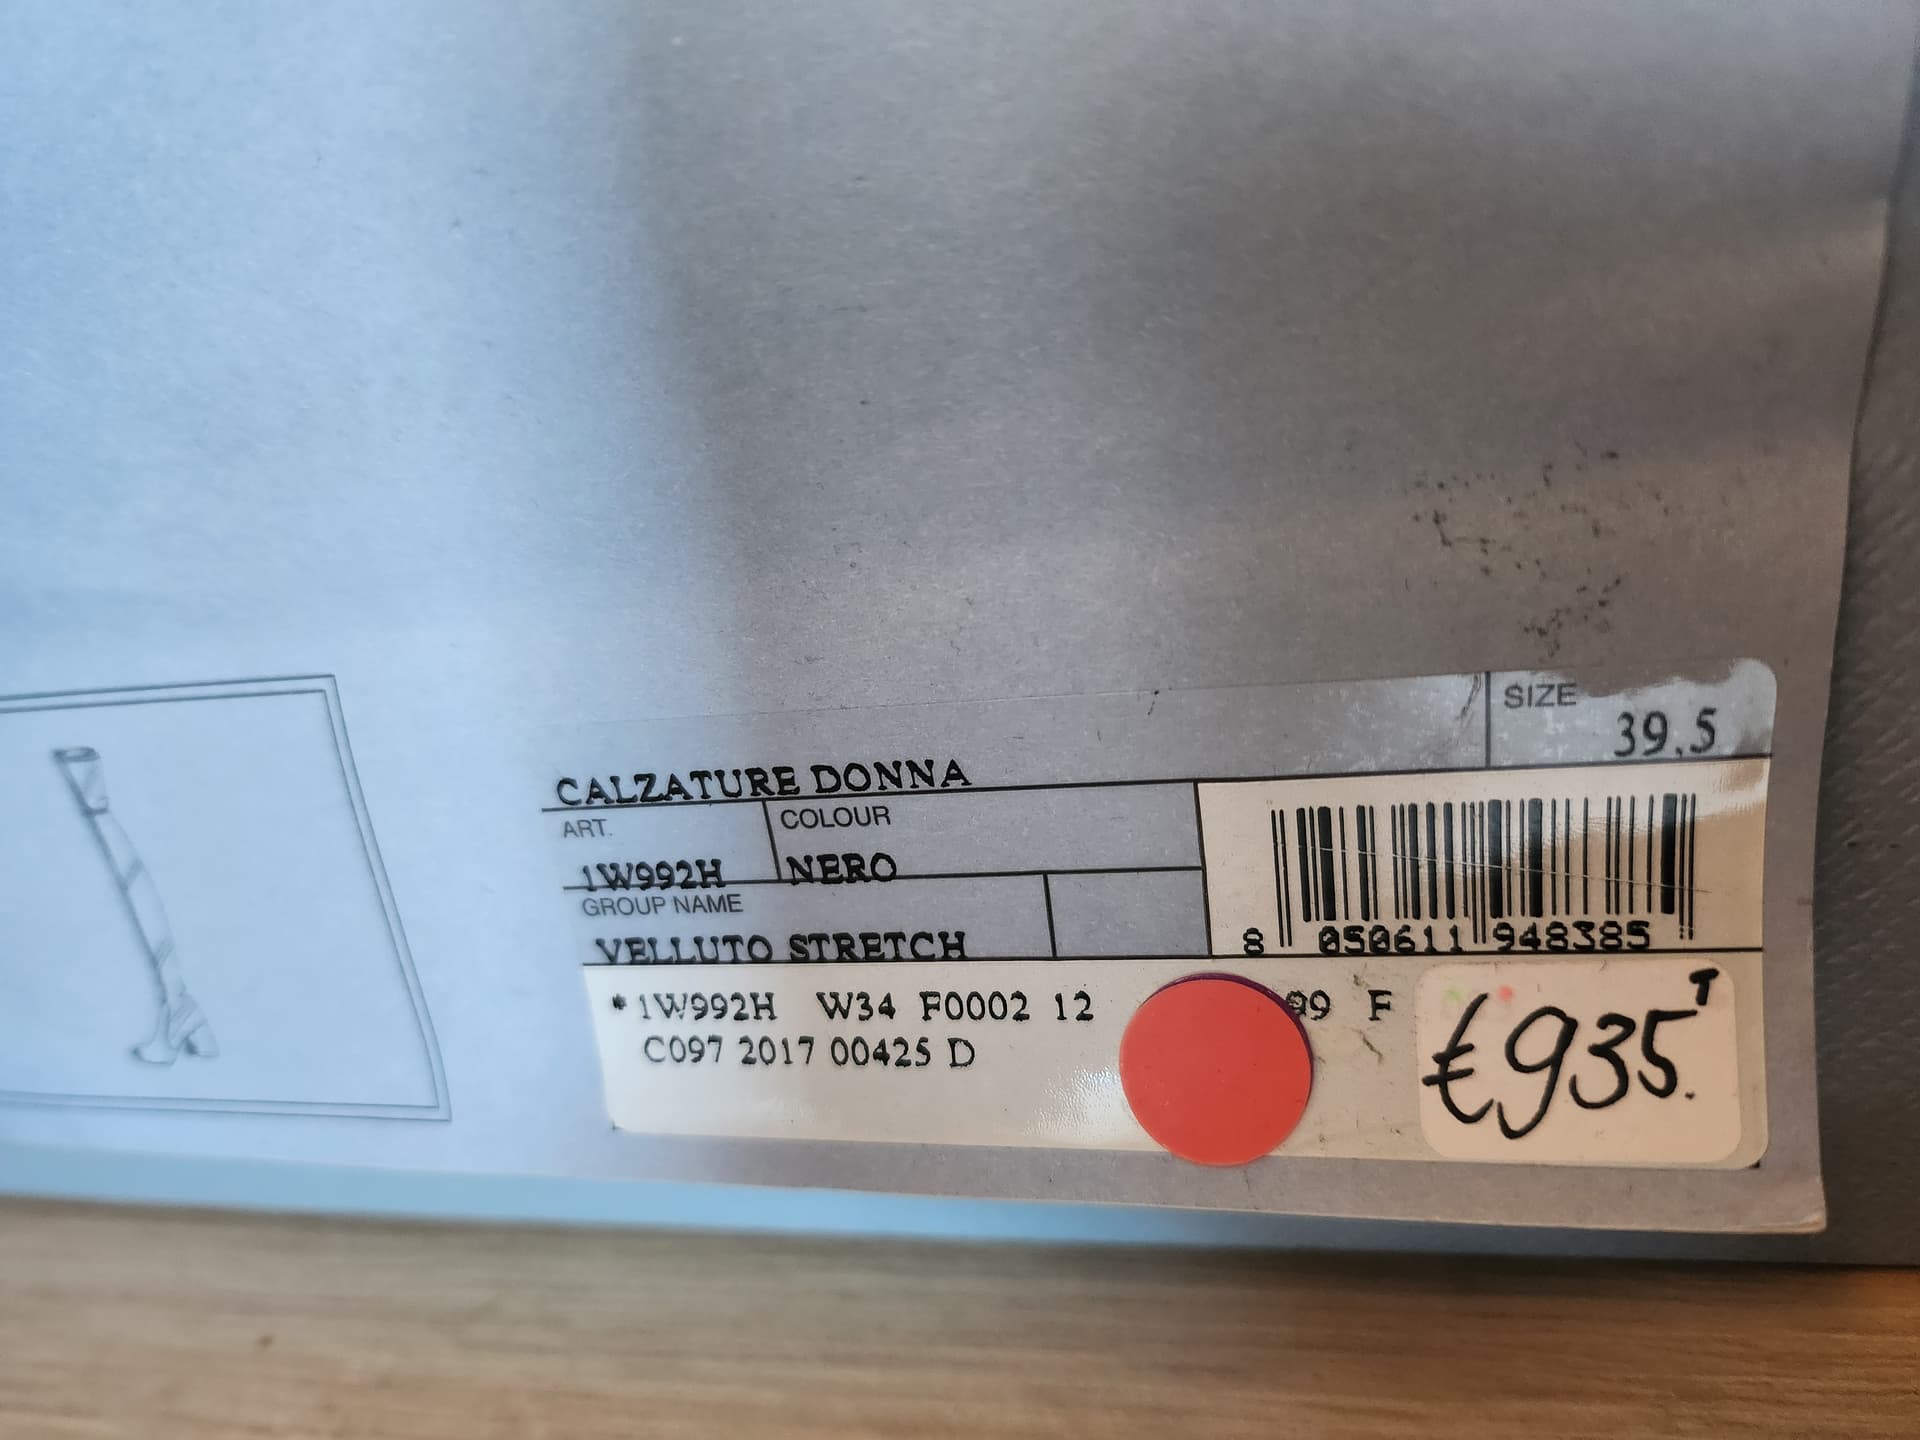 SIZE
39.5
CALZATURE DONNA
ART.
COLOUR
1W992H
NERO
GROUP NAME
VELLUTO STRETCH
8 050611 948385
*1W992H W34 F0002 12 99 F
C097 2017 00425 D
T
€935.